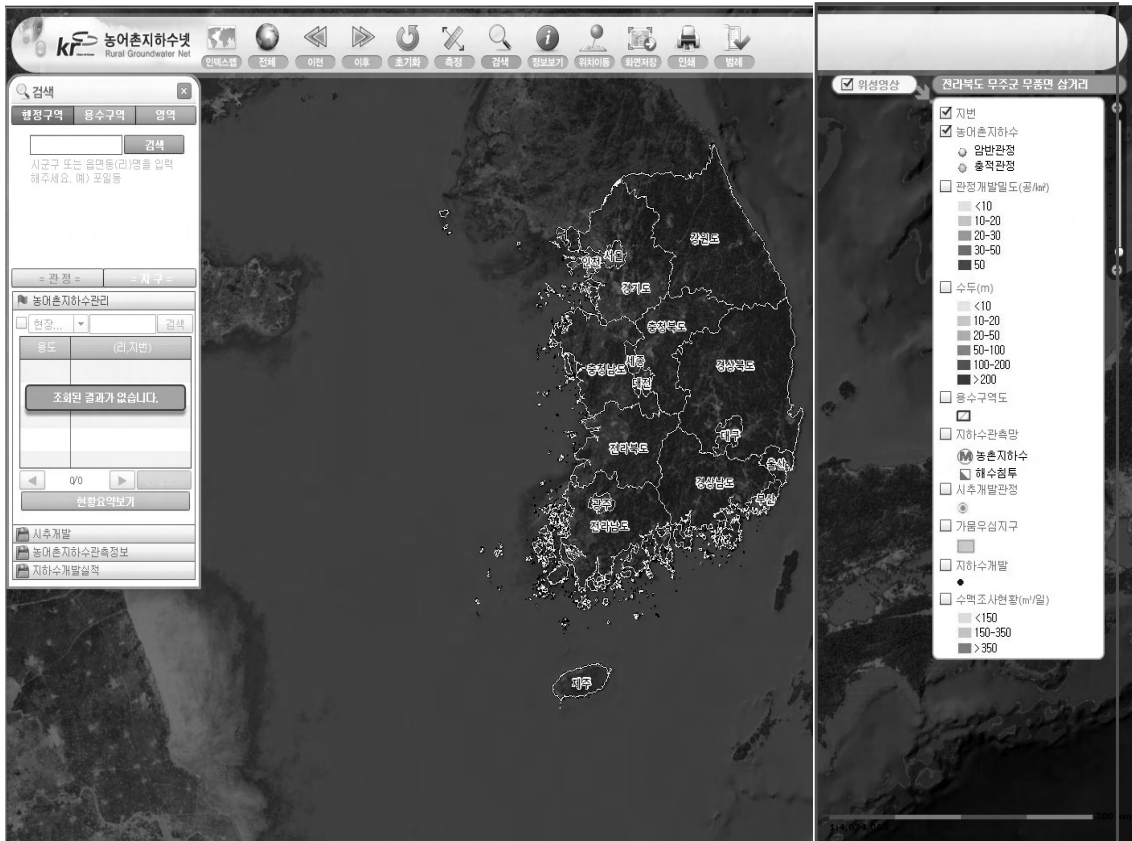 농어촌지하수넷
Rural Groundwater Net
인덱스맵 전체 이전 이후 초기화 측정 검색 정보보기 위치이동 화면저장 인쇄 범례
검색
행정구역 용수구역 영역
검색
시군구 또는 읍면동(리)명을 입력
해주세요. 예) 포일동
= 관정 = = 지구 =
농어촌지하수관리
현장... 검색
용도 (리,지번)
조회된 결과가 없습니다.
0/0
현황요약보기
시추개발
농어촌지하수관측정보
지하수개발실적
강원도
서울
인천
경기도
충청북도
세종
충청남도
대전
경상북도
대구
전라북도
울산
경상남도
부산
광주
전라남도
제주
위성영상
전라북도 무주군 무풍면 삼거리
지번
농어촌지하수
암반관정
충적관정
관정개발밀도(공/㎢)
<10
10-20
20-30
30-50
50
수두(m)
<10
10-20
20-50
50-100
100-200
>200
용수구역도
지하수관측망
농촌지하수
해수침투
시추개발관정
가뭄우심지구
지하수개발
수맥조사현황(m³/일)
<150
150-350
>350